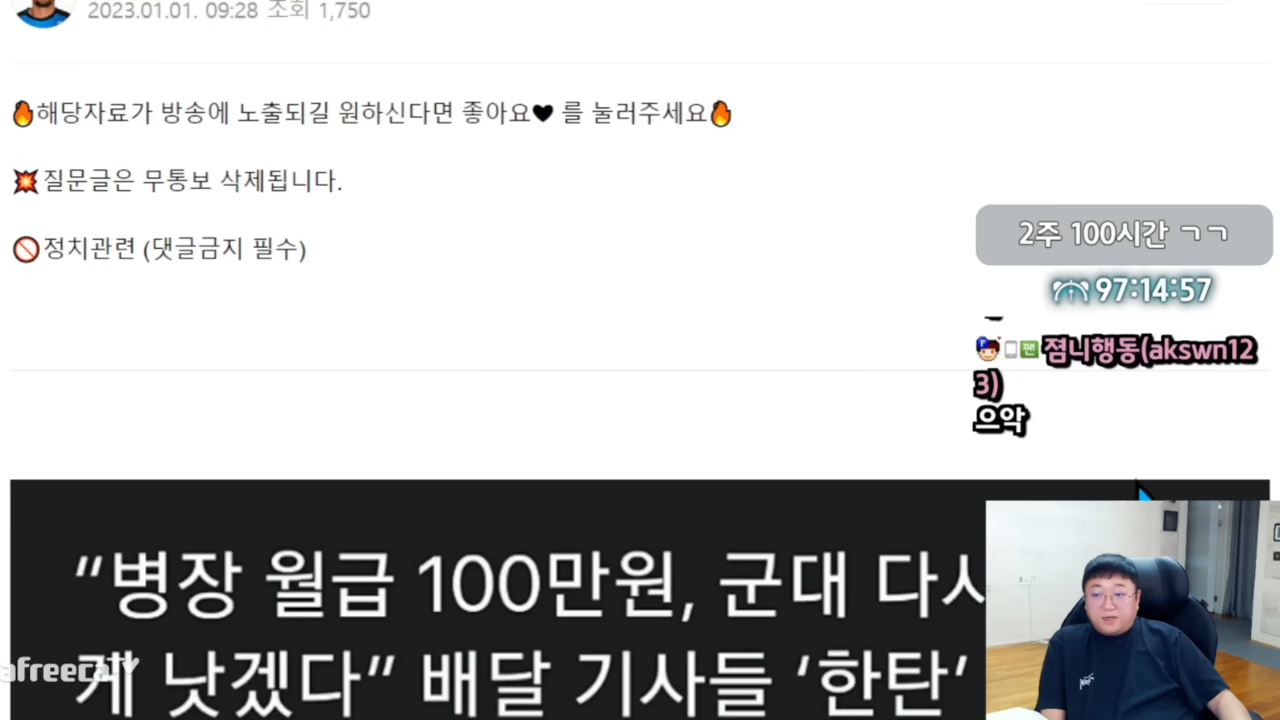 2023.01.01. 09:28 조회 1,750
🔥해당자료가 방송에 노출되길 원하신다면 좋아요🖤 를 눌러주세요🔥
💥질문글은 무통보 삭제됩니다.
🚫정치관련 (댓글금지 필수)
2주 100시간 ㄱㄱ
97:14:57
팬 졈니행동(akswn12
3)
으악
“병장 월급 100만원, 군대 다시
게 낫겠다” 배달 기사들 ‘한탄’
afreecaTV